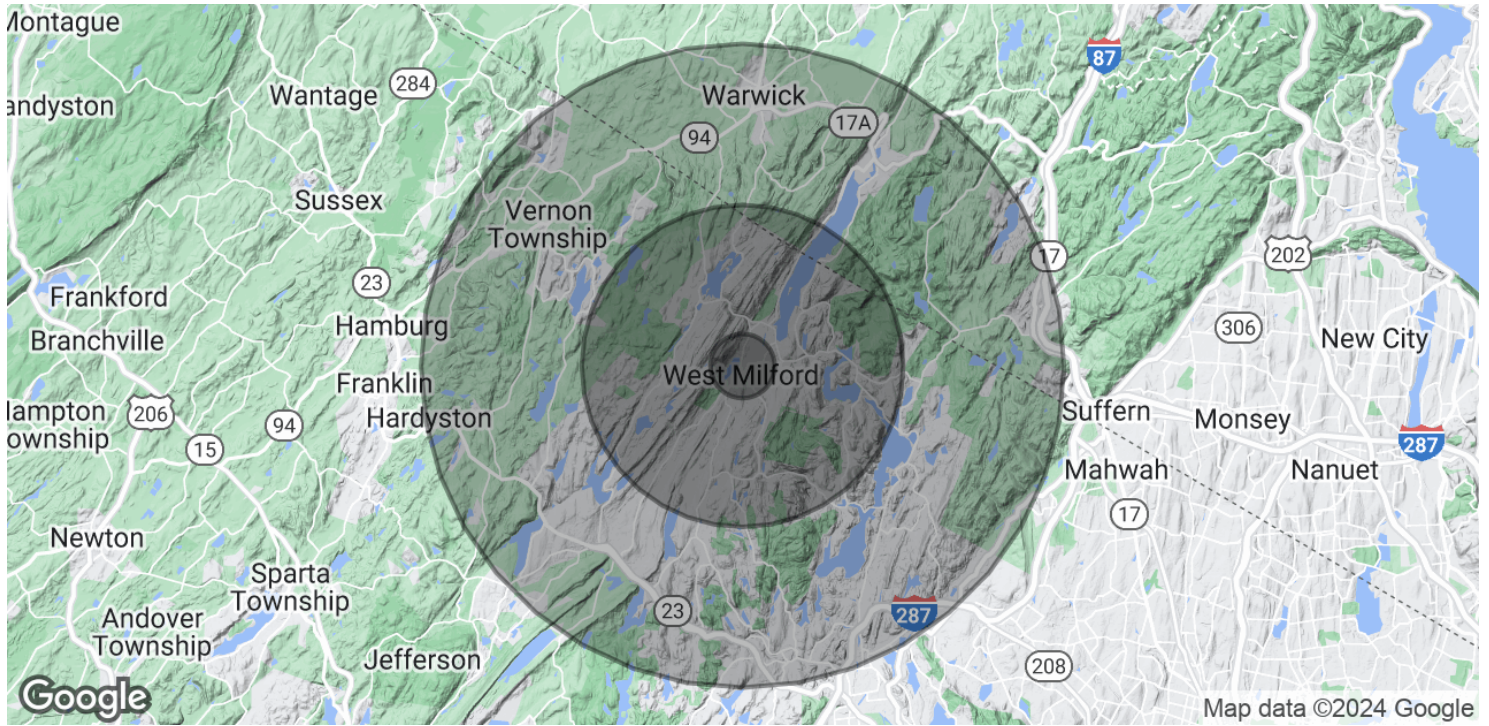 Montague
87
284
Wantage
Warwick
andyston
17A
94
Sussex
Vernon
Township
17
202
23
Frankford
Hamburg
306
Branchville
New City
West Milford
Franklin
206
Hampton
ownship
Hardyston
Suffern
Monsey
94
15
287
Mahwah
Nanuet
17
Newton
Sparta
Township
23
287
Andover
Township
Jefferson
208
Google
Map data ©2024 Google